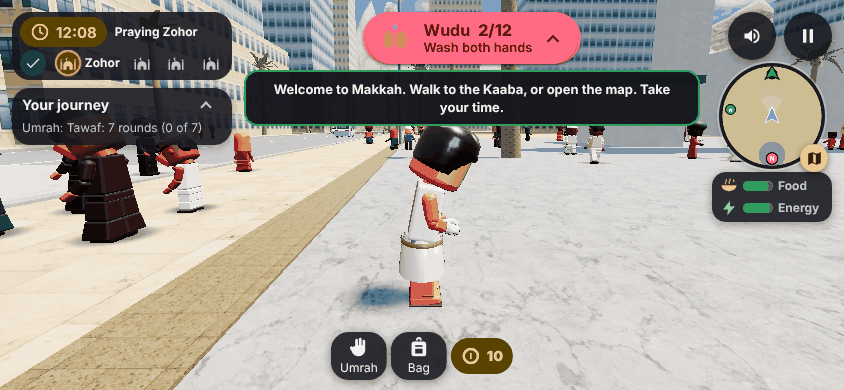 12:08 Praying Zohor
Zohor
Your journey
Umrah: Tawaf: 7 rounds (0 of 7)
Wudu 2/12
Wash both hands
Welcome to Makkah. Walk to the Kaaba, or open the map. Take
your time.
N
Food
Energy
Umrah
Bag
10